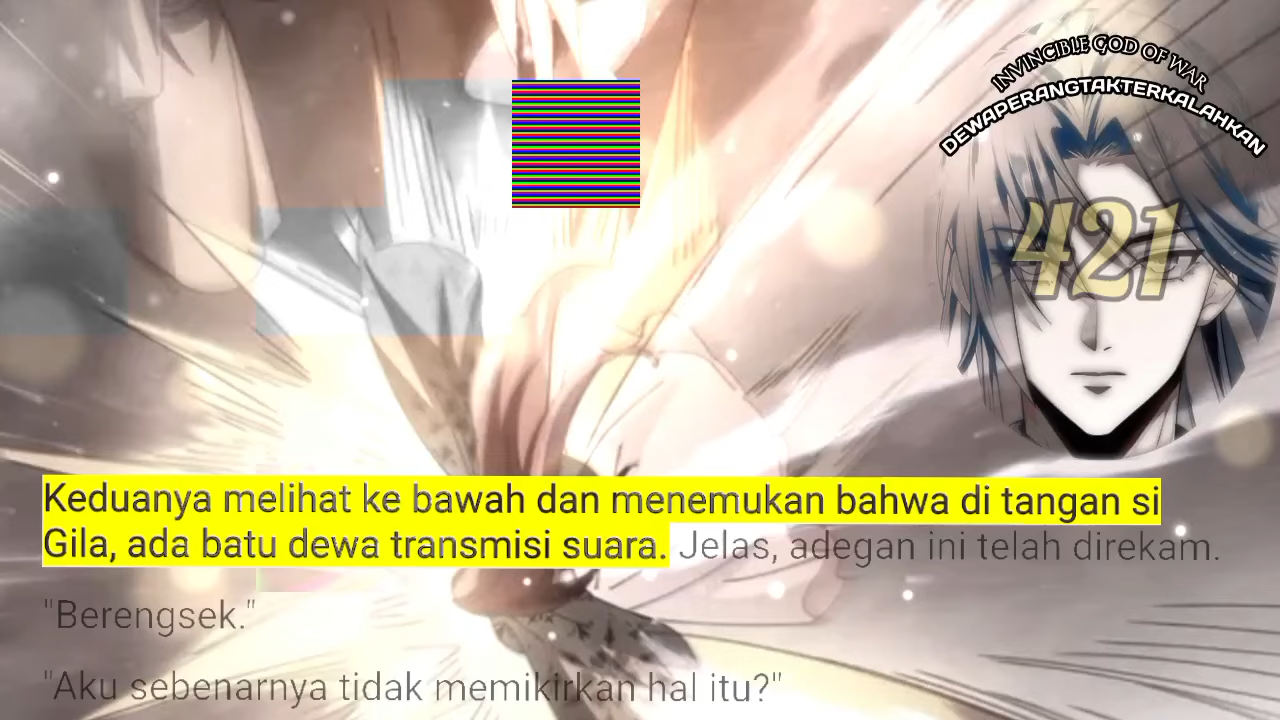 INVINCIBLE GOD OF WAR
DEWAPERANGTAKTERKALAHKAN
421
Keduanya melihat ke bawah dan menemukan bahwa di tangan si
Gila, ada batu dewa transmisi suara. Jelas, adegan ini telah direkam.
"Berengsek."
"Aku sebenarnya tidak memikirkan hal itu?"